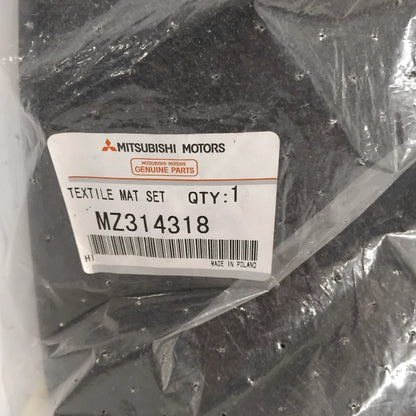 MITSUBISHI MOTORS
MITSUBISHI MOTORS
GENUINE PARTS
TEXTILE MAT SET QTY:1
MZ314318
MADE IN POLAND